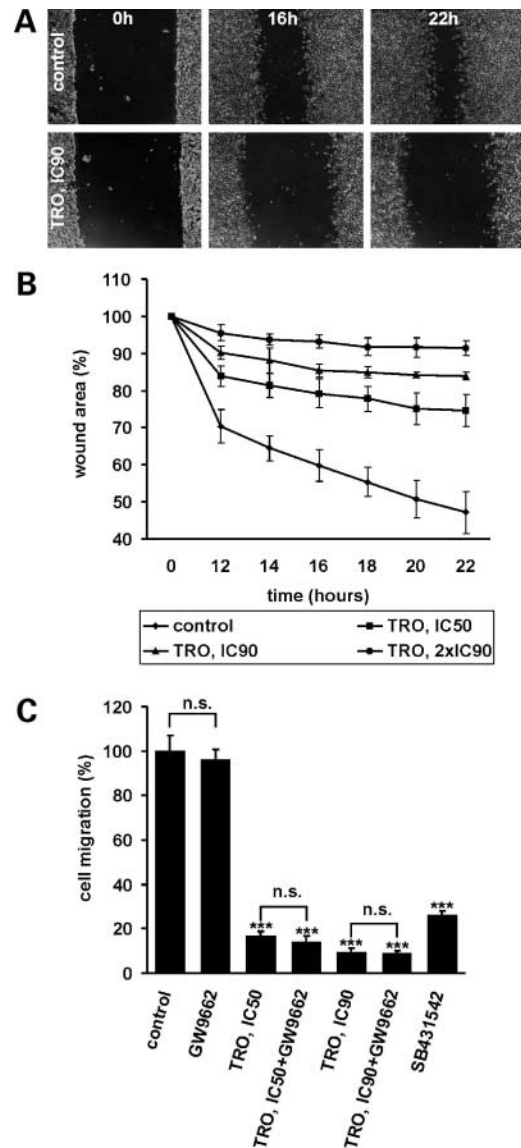 A
0h 16h 22h
control
TRO, IC90
B
110
100
90
80
70
60
50
40
wound area (%)
0 12 14 16 18 20 22
time (hours)
control TRO, IC50
TRO, IC90 TRO, 2xIC90
C
n.s.
120
100
80
60
40
20
0
cell migration (%)
n.s.
n.s.
*** *** *** *** ***
control
GW9662
TRO, IC50
TRO, IC50+GW9662
TRO, IC90
TRO, IC90+GW9662
SB431542